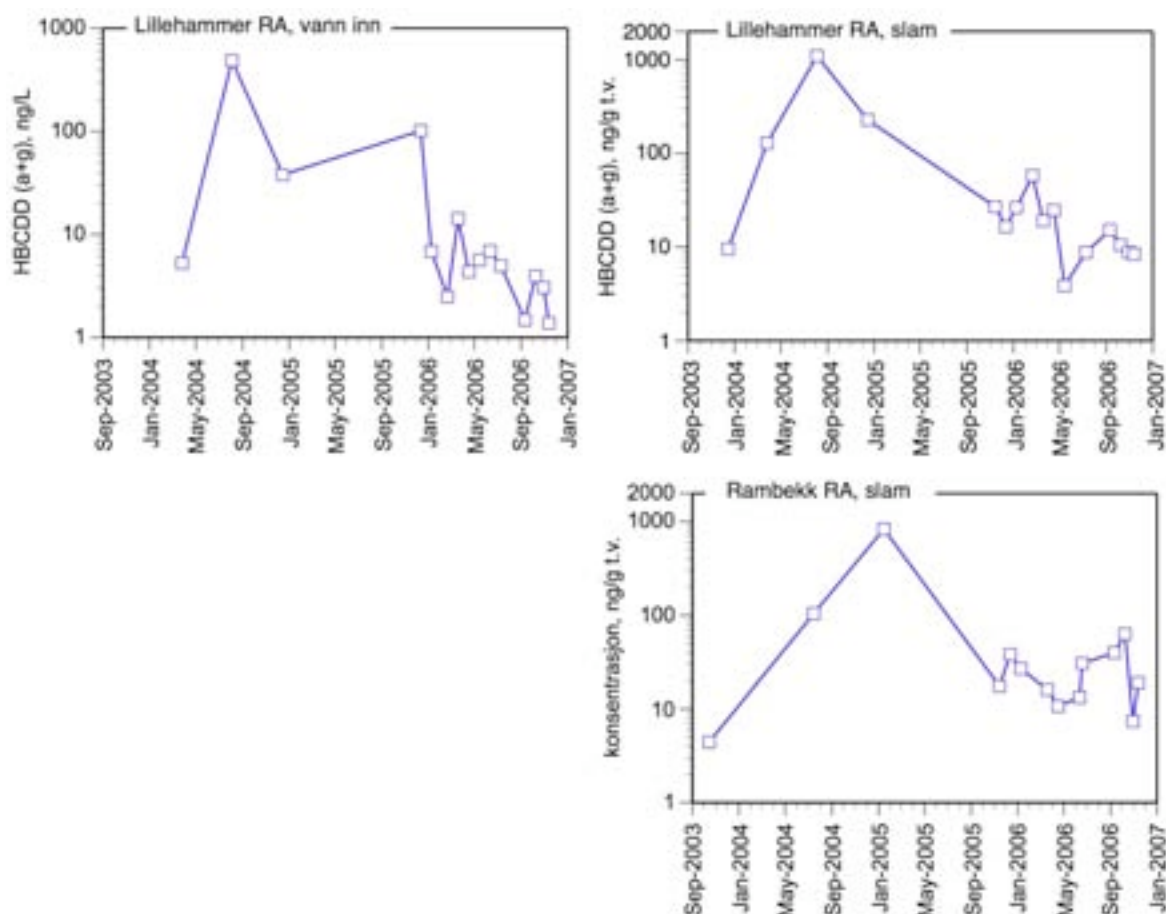 Lillehammer RA, vann inn
HBCDD (a+g), ng/L
1000
100
10
1
Sep-2003
Jan-2004
May-2004
Sep-2004
Jan-2005
May-2005
Sep-2005
Jan-2006
May-2006
Sep-2006
Jan-2007
Lillehammer RA, slam
HBCDD (a+g), ng/g t.v.
2000
1000
100
10
1
Sep-2003
Jan-2004
May-2004
Sep-2004
Jan-2005
May-2005
Sep-2005
Jan-2006
May-2006
Sep-2006
Jan-2007
Rambekk RA, slam
konsentrasjon, ng/g t.v.
2000
1000
100
10
1
Sep-2003
Jan-2004
May-2004
Sep-2004
Jan-2005
May-2005
Sep-2005
Jan-2006
May-2006
Sep-2006
Jan-2007